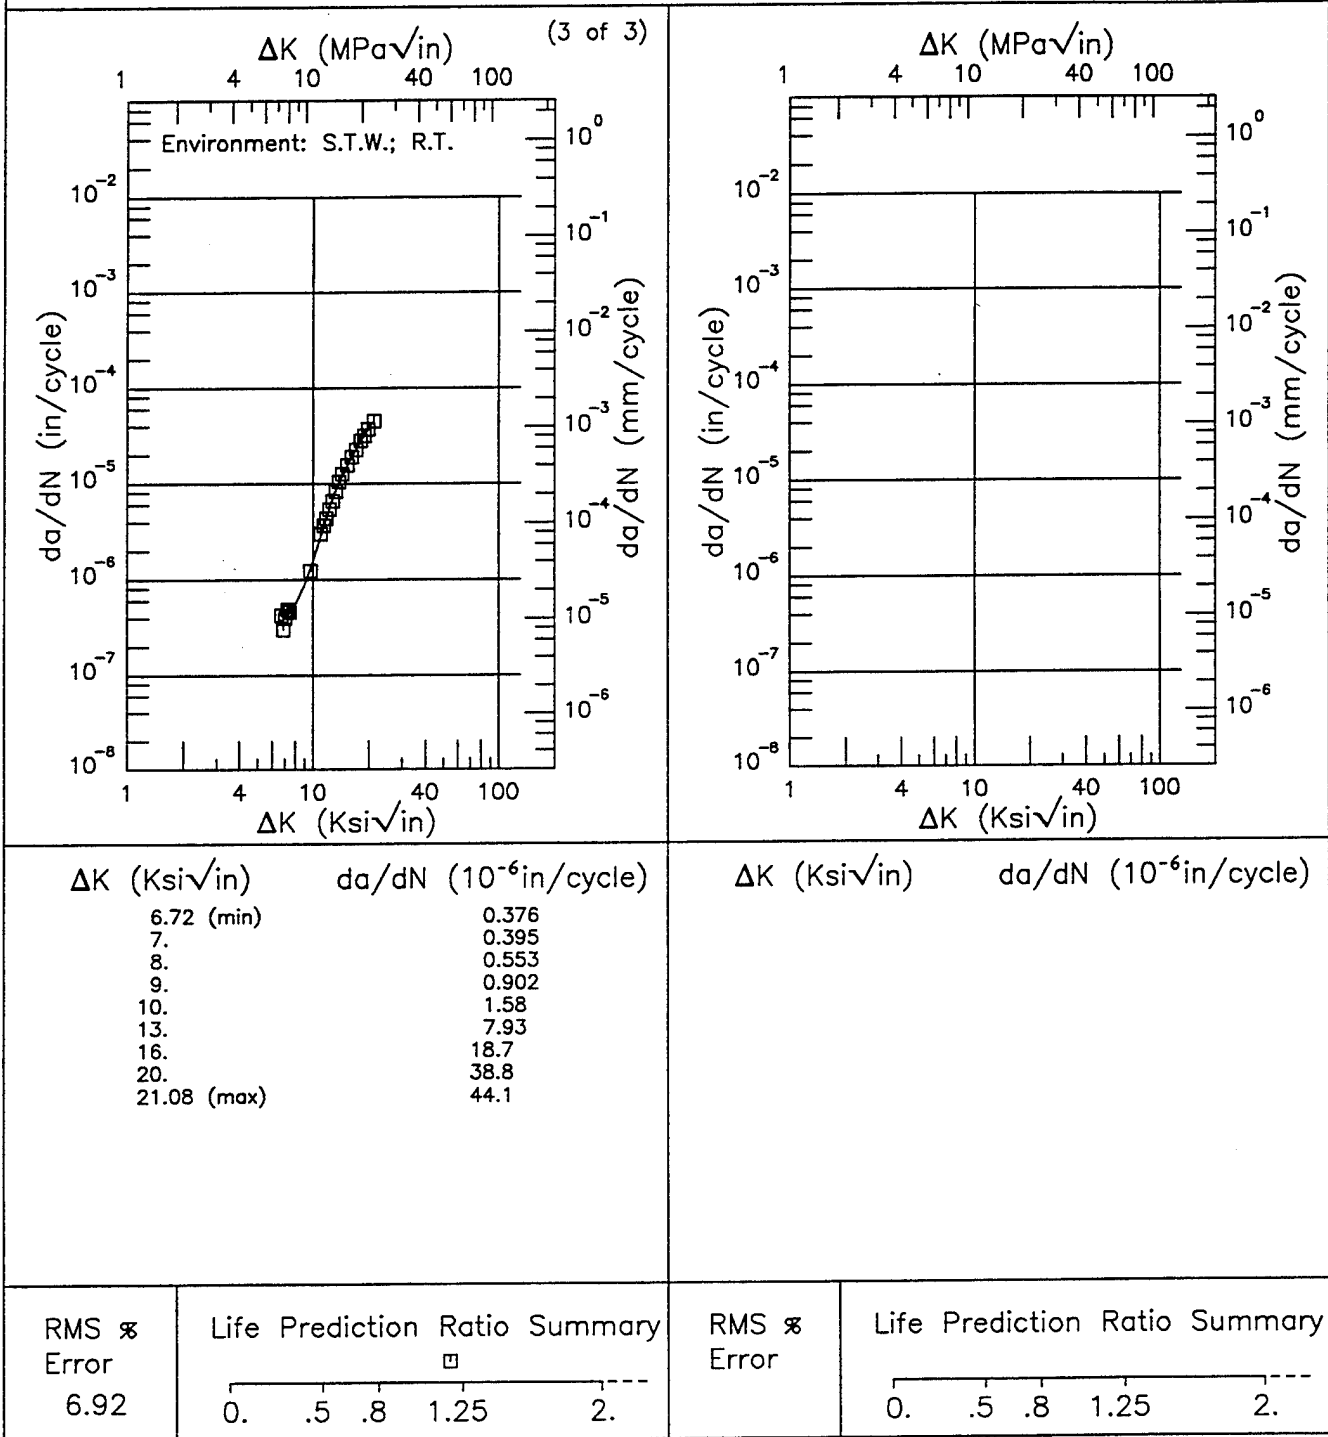 (3 of 3)
ΔK (MPa√in)
1 4 10 40 100
Environment: S.T.W.; R.T.
da/dN (in/cycle)
10⁻²
10⁻³
10⁻⁴
10⁻⁵
10⁻⁶
10⁻⁷
10⁻⁸
10⁰
10⁻¹
10⁻²
10⁻³
10⁻⁴
10⁻⁵
10⁻⁶
da/dN (mm/cycle)
1 4 10 40 100
ΔK (Ksi√in)
ΔK (MPa√in)
1 4 10 40 100
da/dN (in/cycle)
10⁻²
10⁻³
10⁻⁴
10⁻⁵
10⁻⁶
10⁻⁷
10⁻⁸
10⁰
10⁻¹
10⁻²
10⁻³
10⁻⁴
10⁻⁵
10⁻⁶
da/dN (mm/cycle)
1 4 10 40 100
ΔK (Ksi√in)
ΔK (Ksi√in) da/dN (10⁻⁶in/cycle)
6.72 (min) 0.376
7. 0.395
8. 0.553
9. 0.902
10. 1.58
13. 7.93
16. 18.7
20. 38.8
21.08 (max) 44.1
ΔK (Ksi√in) da/dN (10⁻⁶in/cycle)
RMS %
Error
6.92
Life Prediction Ratio Summary
0. .5 .8 1.25 2.
RMS %
Error
Life Prediction Ratio Summary
0. .5 .8 1.25 2.